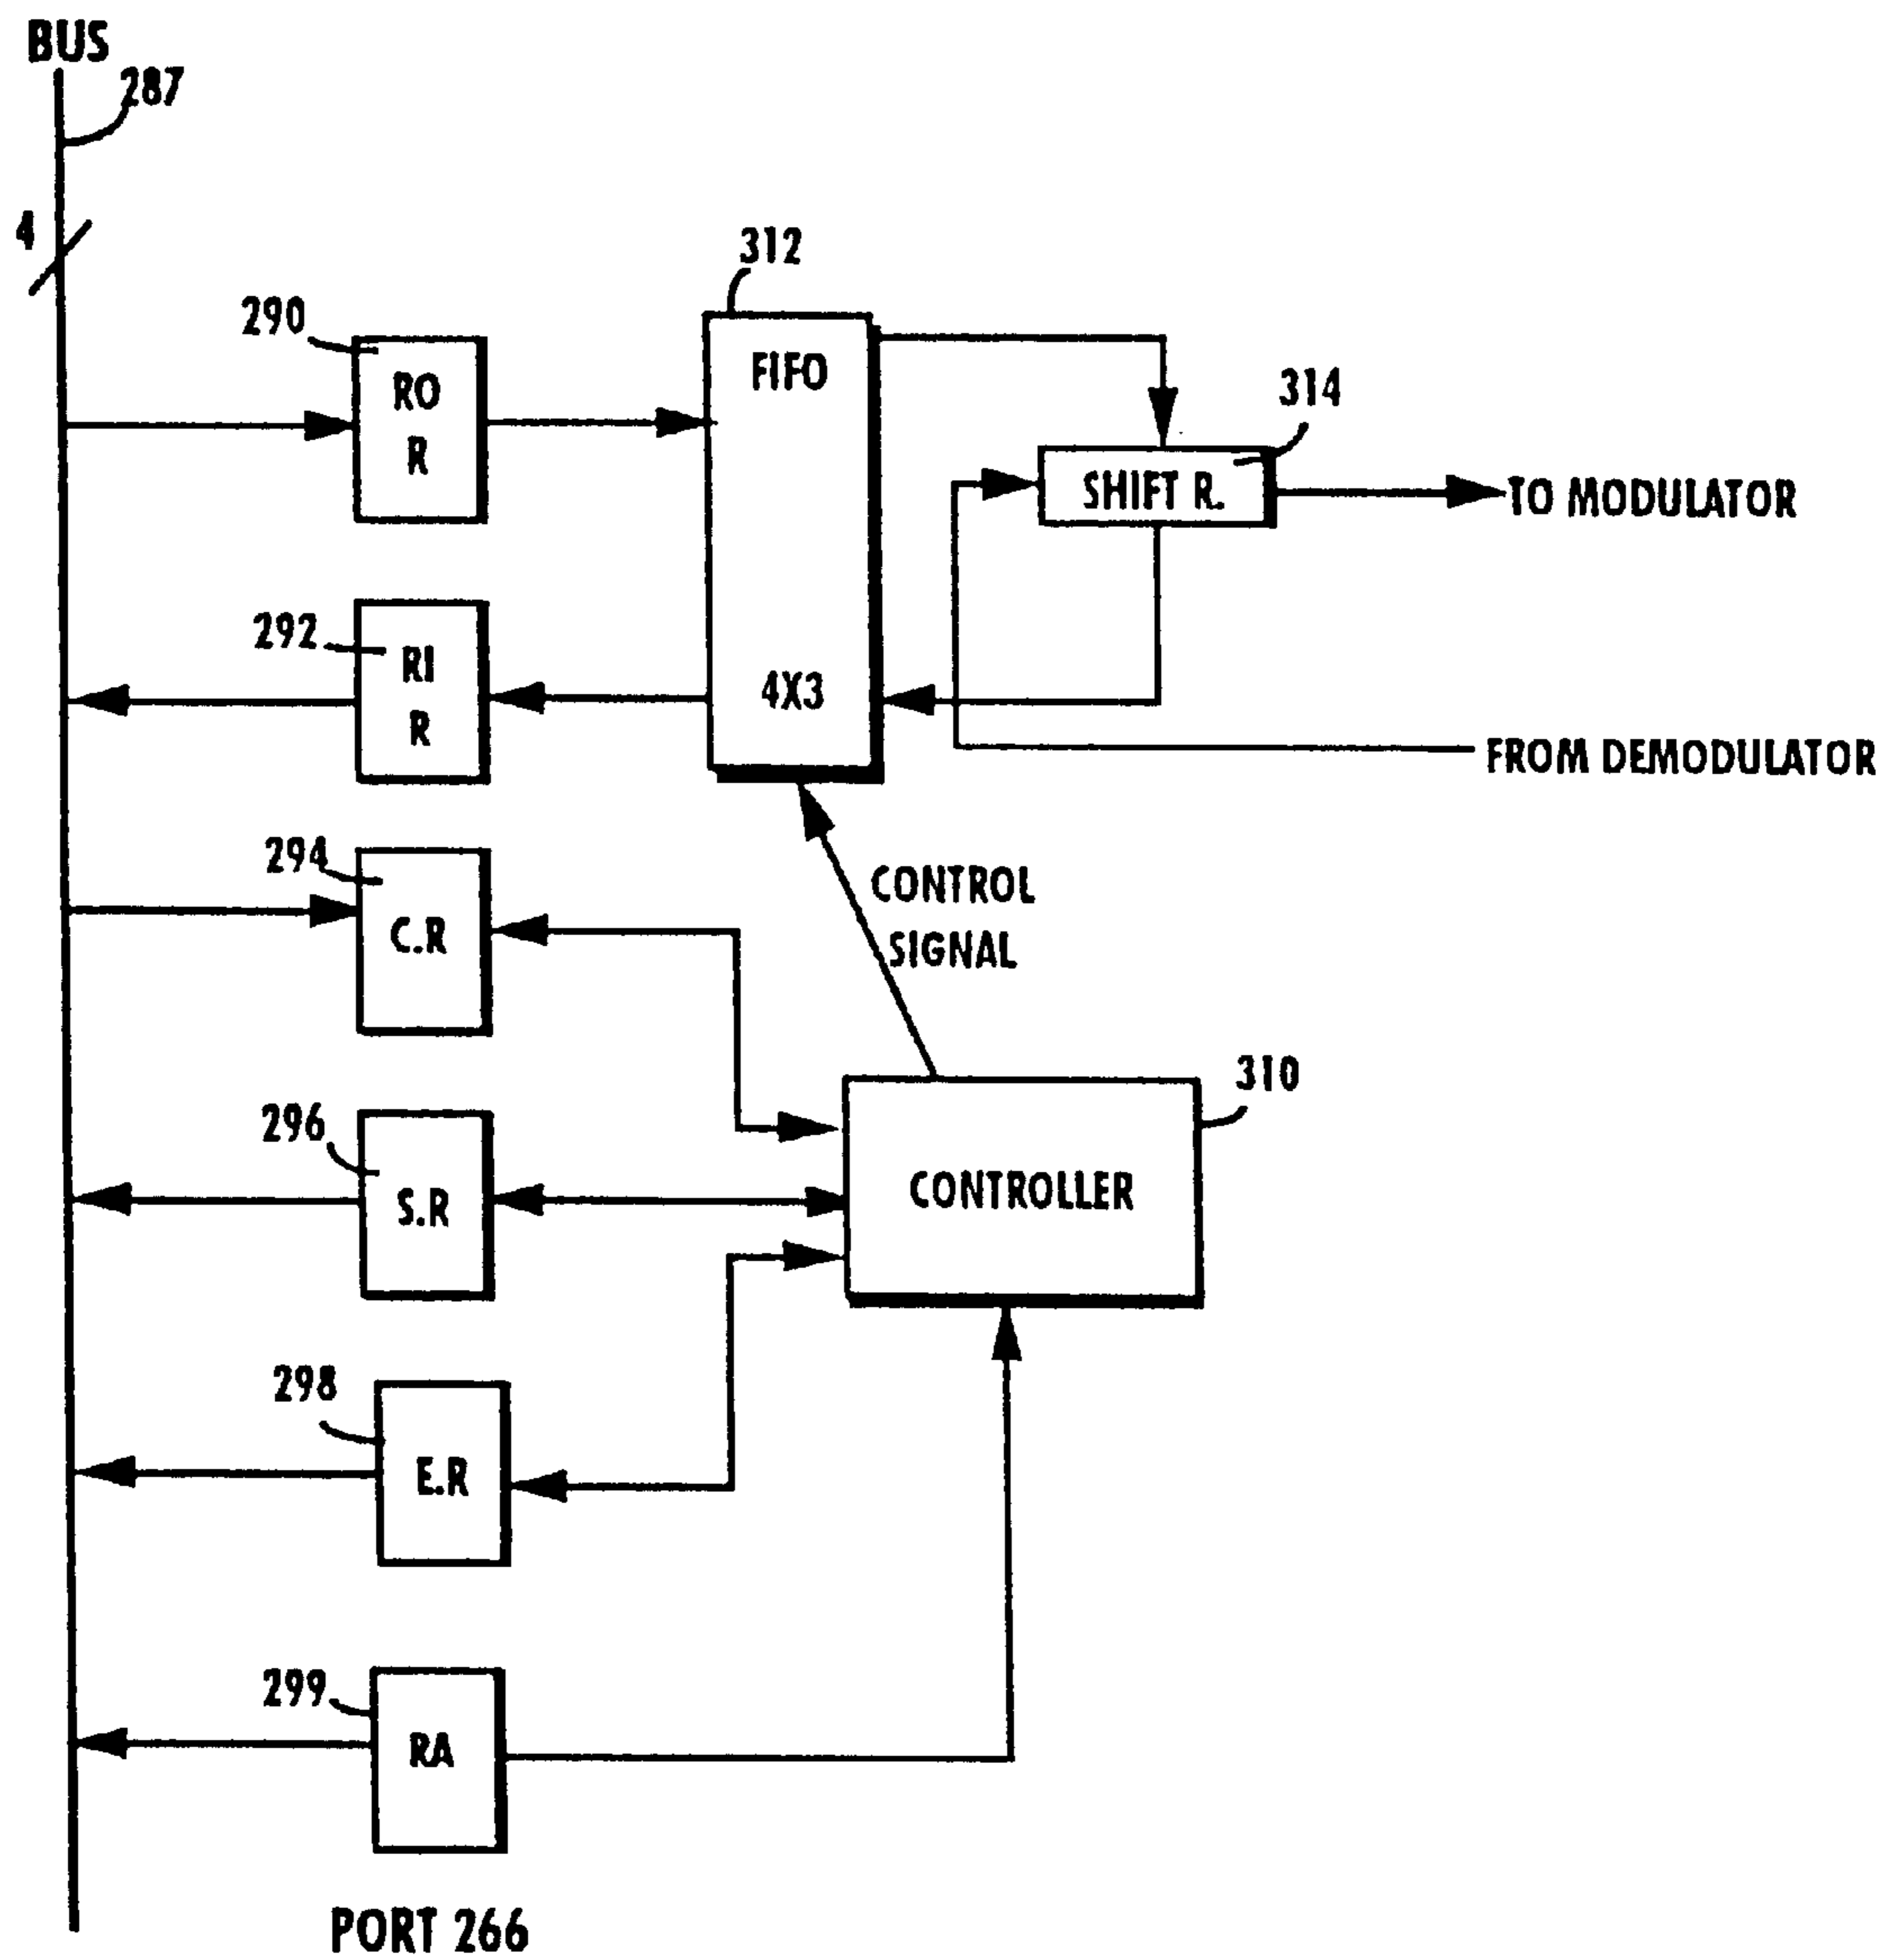 BUS
287
4
312
290
RO
R
FIFO
314
SHIFT R.
TO MODULATOR
292
RI
R
4X3
FROM DEMODULATOR
294
C.R
CONTROL
SIGNAL
310
296
S.R
CONTROLLER
298
E.R
299
RA
PORT 266